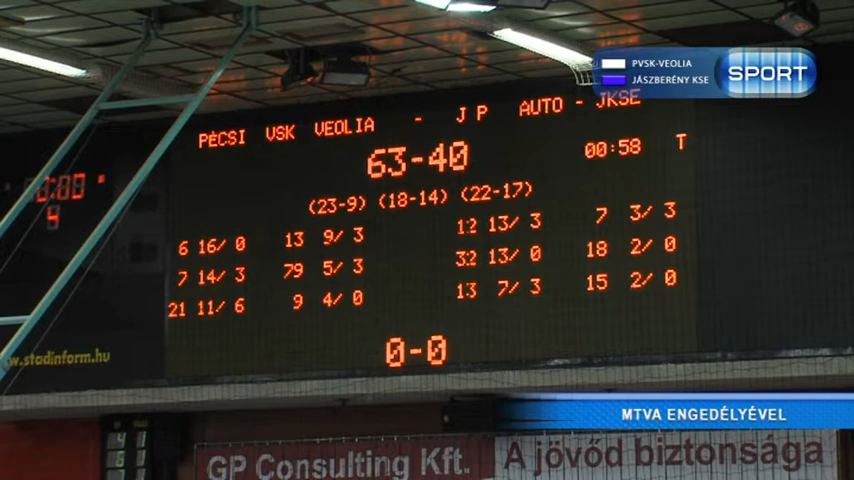 PVSK-VEOLIA
JÁSZBERÉNY KSE
SPORT
PÉCSI VSK VEOLIA - J P AUTO - JKSE
63-40
00:58 T
(23-9) (18-14) (22-17)
6 16/ 0 13 9/ 3 12 13/ 3 7 3/ 3
7 14/ 3 79 5/ 3 32 13/ 0 18 2/ 0
21 11/ 6 9 4/ 0 13 7/ 3 15 2/ 0
0-0
4
w.stadinform.hu
MTVA ENGEDÉLYÉVEL
GP Consulting Kft.
A jövőd biztonsága